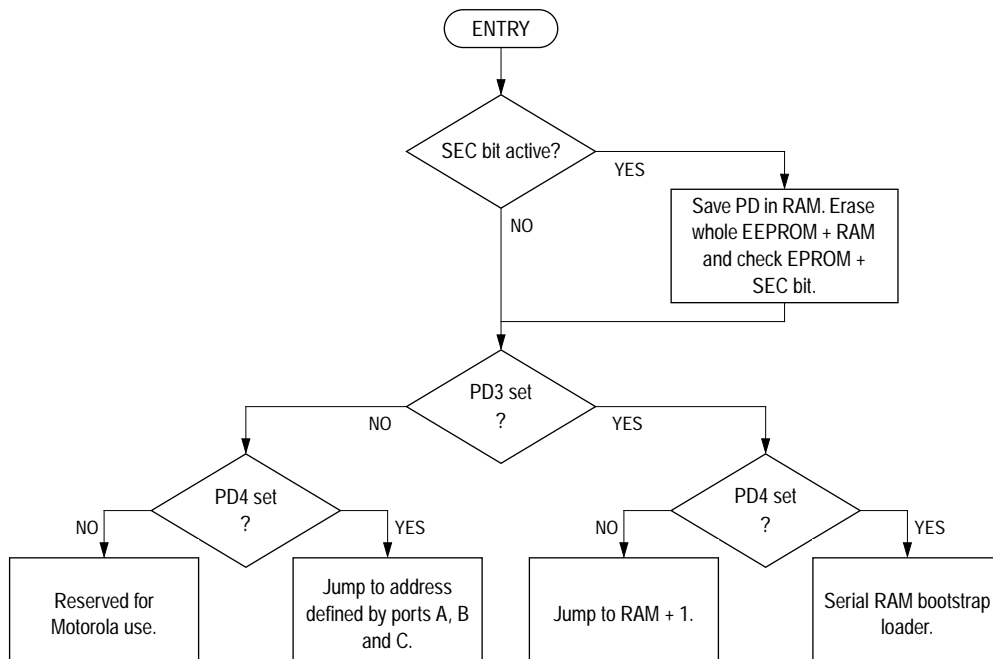 ENTRY
SEC bit active?
YES
NO
Save PD in RAM. Erase
whole EEPROM + RAM
and check EPROM +
SEC bit.
PD3 set
?
NO
YES
PD4 set
?
NO
YES
PD4 set
?
NO
YES
Reserved for
Motorola use.
Jump to address
defined by ports A, B
and C.
Jump to RAM + 1.
Serial RAM bootstrap
loader.